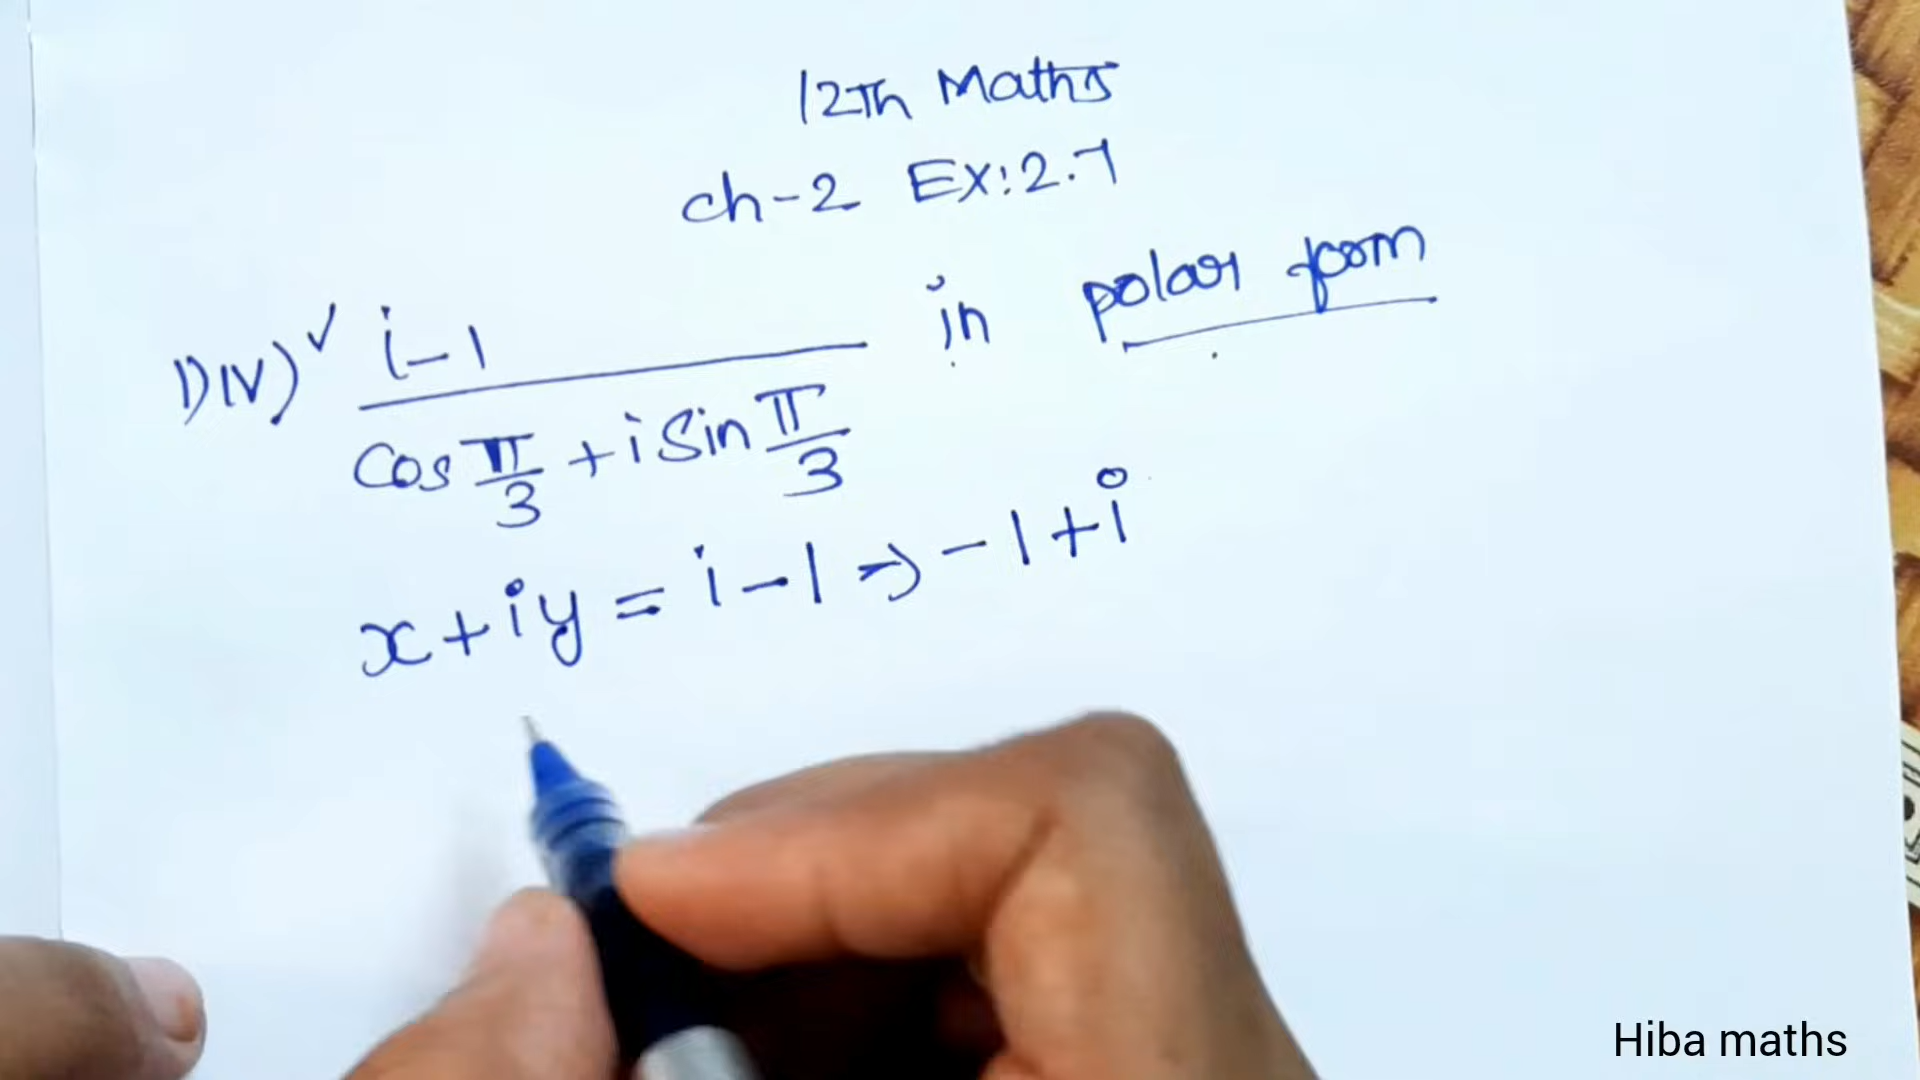 12Th Maths
ch-2 Ex:2.7
1) IV) ✓ i-1 / cos π/3 + i Sin π/3 in polar form
x+iy = i-1 ⇒ -1+i
Hiba maths